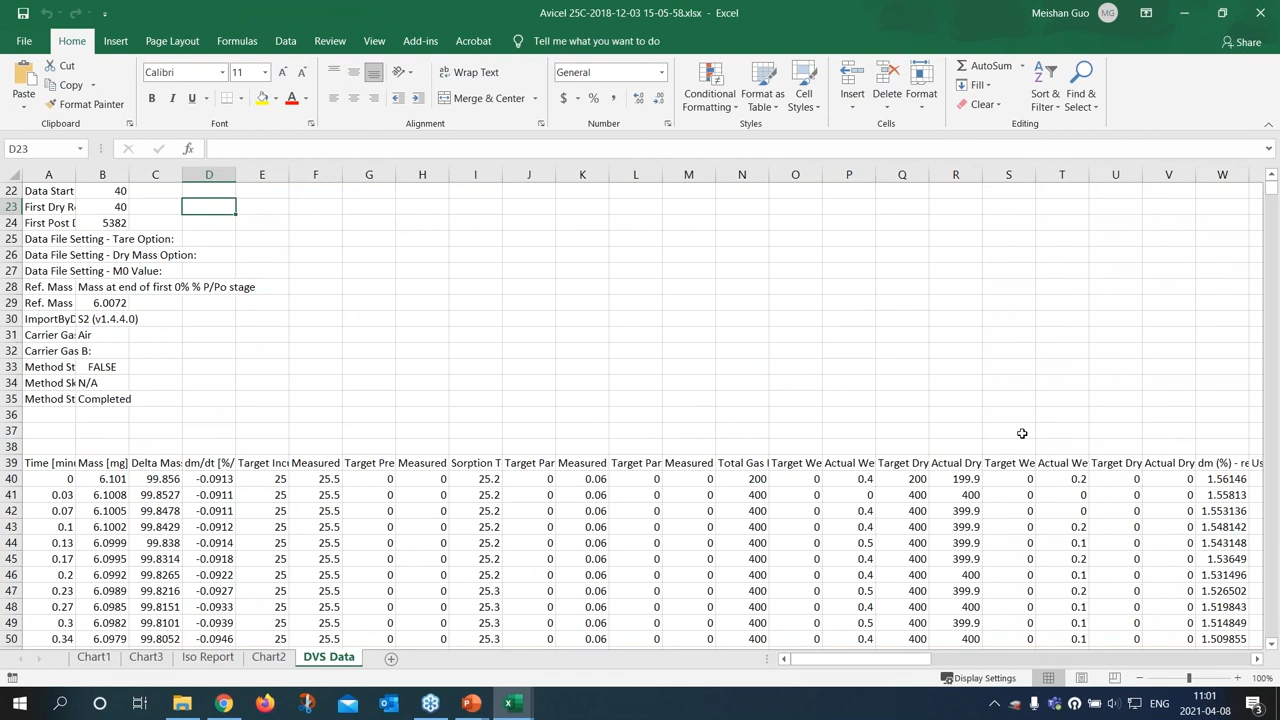 Avicel 25C-2018-12-03 15-05-58.xlsx - Excel
Meishan Guo
MG
File Home Insert Page Layout Formulas Data Review View Add-ins Acrobat Tell me what you want to do Share
Paste
Cut
Copy
Format Painter
Clipboard
Calibri 11
B I U
Font
Wrap Text
Merge & Center
Alignment
General
$ % ,
Number
Conditional Formatting
Format as Table
Cell Styles
Styles
Insert Delete Format
Cells
AutoSum
Fill
Clear
Sort & Filter
Find & Select
Editing
D23
fx
A B C D E F G H I J K L M N O P Q R S T U V W
22 Data Start 40
23 First Dry R 40
24 First Post D 5382
25 Data File Setting - Tare Option:
26 Data File Setting - Dry Mass Option:
27 Data File Setting - M0 Value:
28 Ref. Mass Mass at end of first 0% % P/Po stage
29 Ref. Mass 6.0072
30 ImportByD S2 (v1.4.4.0)
31 Carrier Gas Air
32 Carrier Gas B:
33 Method St FALSE
34 Method Sk N/A
35 Method St Completed
36
37
38
39 Time [minu Mass [mg] Delta Mass dm/dt [%/ Target Incu Measured Target Pre Measured Sorption T Target Par Measured Target Par Measured Total Gas Target We Actual We Target Dry Actual Dry Target We Actual We Target Dry Actual Dry dm (%) - re Us
40 0 6.101 99.856 -0.0913 25 25.5 0 0 25.2 0 0.06 0 0 200 0 0.4 200 199.9 0 0.2 0 0 1.56146
41 0.03 6.1008 99.8527 -0.0911 25 25.5 0 0 25.2 0 0.06 0 0 400 0 0 400 400 0 0 0 0 1.55813
42 0.07 6.1005 99.8478 -0.0911 25 25.5 0 0 25.2 0 0.06 0 0 400 0 0.4 400 399.9 0 0 0 0 1.553136
43 0.1 6.1002 99.8429 -0.0912 25 25.5 0 0 25.2 0 0.06 0 0 400 0 0.4 400 399.9 0 0.2 0 0 1.548142
44 0.13 6.0999 99.838 -0.0914 25 25.5 0 0 25.2 0 0.06 0 0 400 0 0.5 400 399.9 0 0.1 0 0 1.543148
45 0.17 6.0995 99.8314 -0.0918 25 25.5 0 0 25.2 0 0.06 0 0 400 0 0.4 400 399.9 0 0.2 0 0 1.53649
46 0.2 6.0992 99.8265 -0.0922 25 25.5 0 0 25.2 0 0.06 0 0 400 0 0.4 400 400 0 0.1 0 0 1.531496
47 0.23 6.0989 99.8216 -0.0927 25 25.5 0 0 25.3 0 0.06 0 0 400 0 0.5 400 399.9 0 0.2 0 0 1.526502
48 0.27 6.0985 99.8151 -0.0933 25 25.5 0 0 25.3 0 0.06 0 0 400 0 0.4 400 400 0 0.1 0 0 1.519843
49 0.3 6.0982 99.8101 -0.0939 25 25.5 0 0 25.3 0 0.06 0 0 400 0 0.5 400 399.9 0 0.1 0 0 1.514849
50 0.34 6.0979 99.8052 -0.0946 25 25.5 0 0 25.3 0 0.06 0 0 400 0 0.4 400 400 0 0.1 0 0 1.509855
Chart1 Chart3 Iso Report Chart2 DVS Data
Display Settings 100%
11:01
2021-04-08